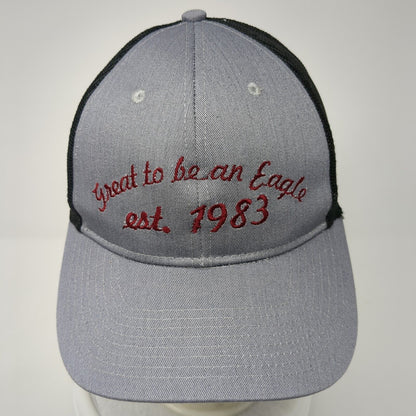 Great to be an Eagle
est. 1983